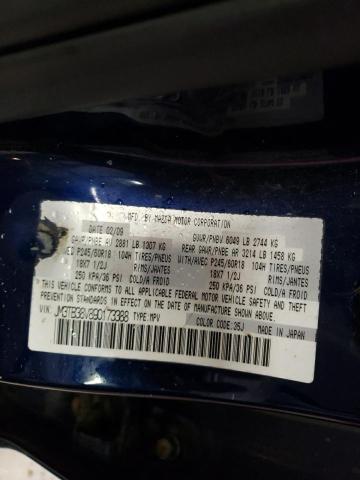 MFD. BY MAZDA MOTOR CORPORATION
DATE 02/09 GVWR/PNBV 6049 LB 2744 KG
GAWR/PNBE AV 2881 LB 1307 KG GAWR/PNBE AR 3214 LB 1458 KG
WITH/AVEC P245/60R18 104H TIRES/PNEUS WITH/AVEC P245/60R18 104H TIRES/PNEUS
18X7 1/2J RIMS/JANTES 18X7 1/2J RIMS/JANTES
250 KPA/36 PSI COLD/A FROID 250 KPA/36 PSI COLD/A FROID
THIS VEHICLE CONFORMS TO ALL APPLICABLE FEDERAL MOTOR VEHICLE SAFETY AND THEFT
PREVENTION STANDARDS IN EFFECT ON THE DATE OF MANUFACTURE SHOWN ABOVE.
VIN: JM3TB38V890173388 TYPE: MPV COLOR CODE: 35J MADE IN JAPAN